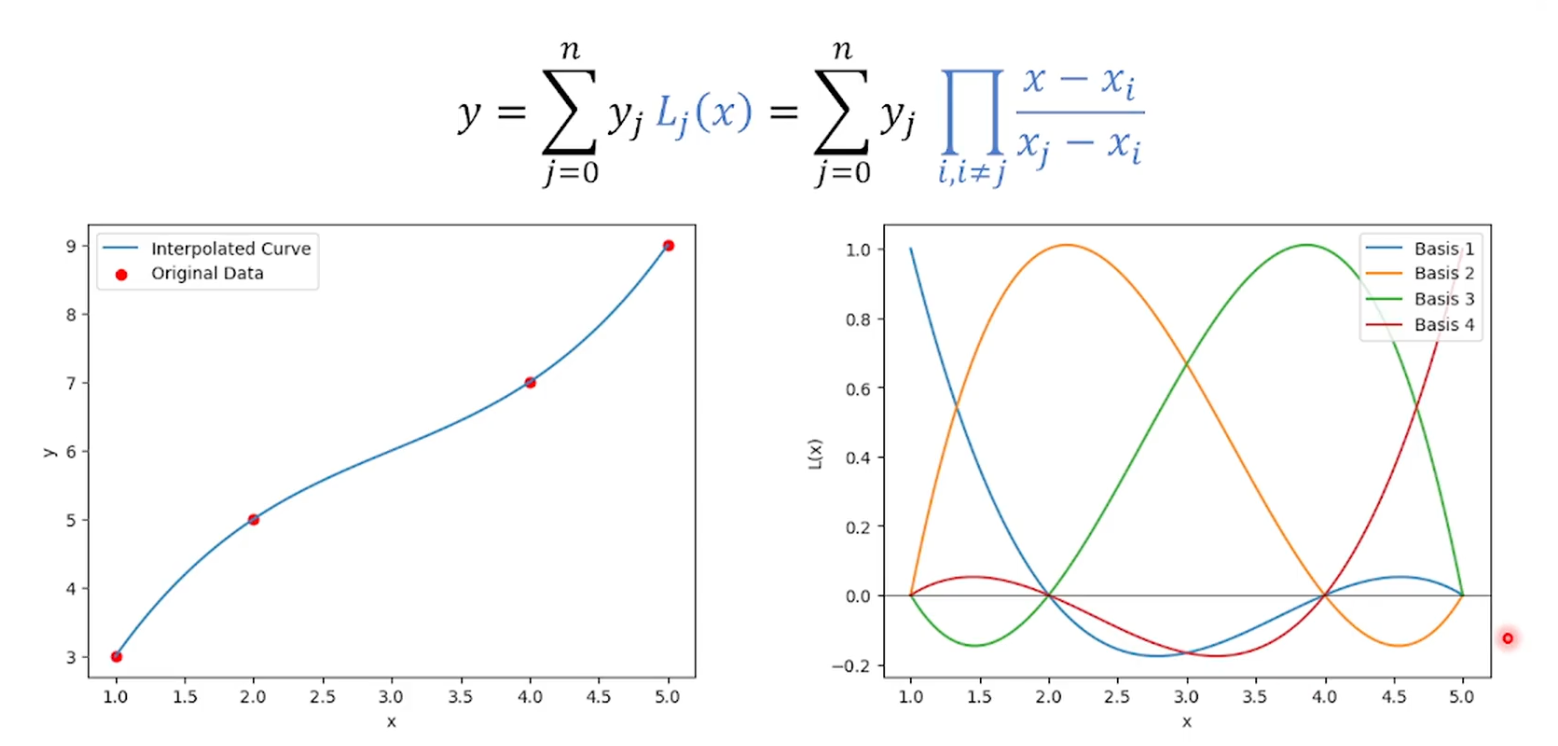 y = \sum_{j=0}^{n} y_j L_j(x) = \sum_{j=0}^{n} y_j \prod_{i,i≠j} \frac{x - x_i}{x_j - x_i}
Interpolated Curve
Original Data
9
8
7
6
5
4
3
y
1.0 1.5 2.0 2.5 3.0 3.5 4.0 4.5 5.0
x
Basis 1
Basis 2
Basis 3
Basis 4
1.0
0.8
0.6
0.4
0.2
0.0
−0.2
L(x)
1.0 1.5 2.0 2.5 3.0 3.5 4.0 4.5 5.0
x